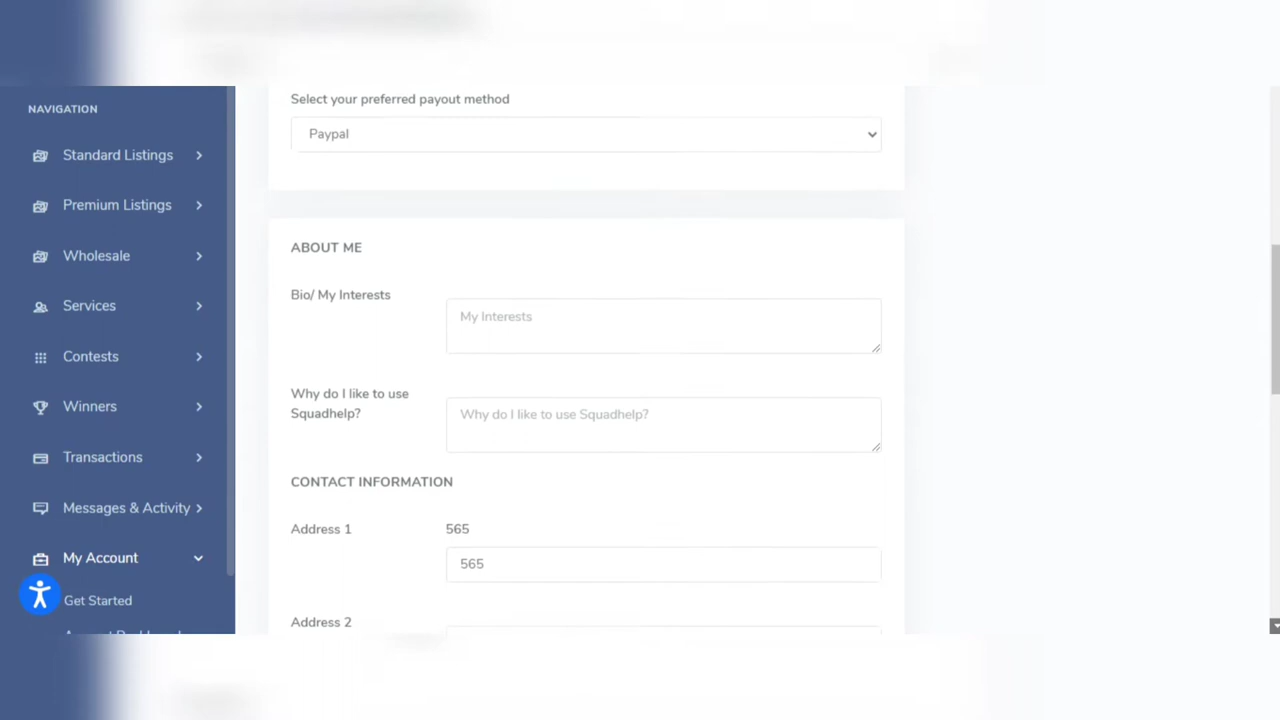 NAVIGATION
Standard Listings
Premium Listings
Wholesale
Services
Contests
Winners
Transactions
Messages & Activity
My Account
Get Started
Select your preferred payout method
Paypal
ABOUT ME
Bio/ My Interests
My Interests
Why do I like to use
Squadhelp?
Why do I like to use Squadhelp?
CONTACT INFORMATION
Address 1
565
565
Address 2